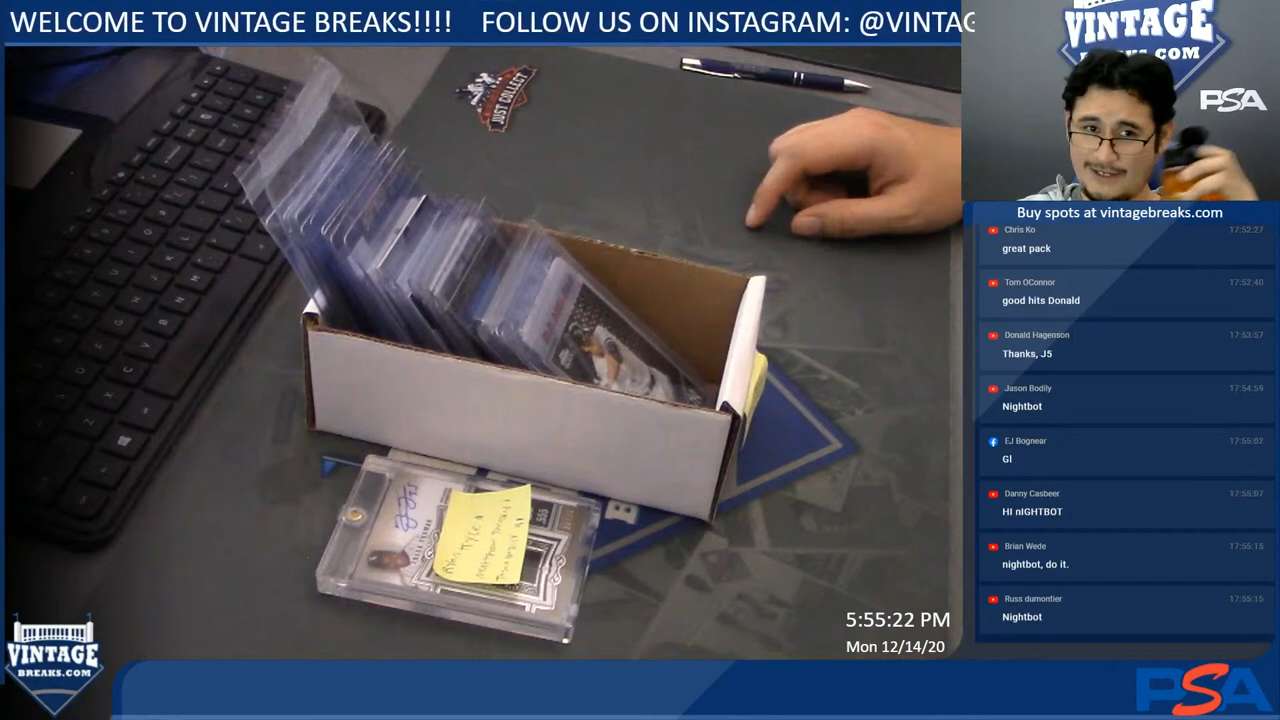 WELCOME TO VINTAGE BREAKS!!!! FOLLOW US ON INSTAGRAM: @VINTAG
VINTAGE
BREAKS.COM
PSA
JUST COLLECT
Buy spots at vintagebreaks.com
Chris Ko 17:52:27
great pack
Tom OConnor 17:52:40
good hits Donald
Donald Hagenson 17:53:57
Thanks, J5
Jason Bodily 17:54:59
Nightbot
EJ Bognear 17:55:02
Gl
Danny Casbeer 17:55:07
HI nIGHTBOT
Brian Wede 17:55:15
nightbot, do it.
Russ dumontier 17:55:15
Nightbot
5:55:22 PM
Mon 12/14/20
VINTAGE
BREAKS.COM
PSA